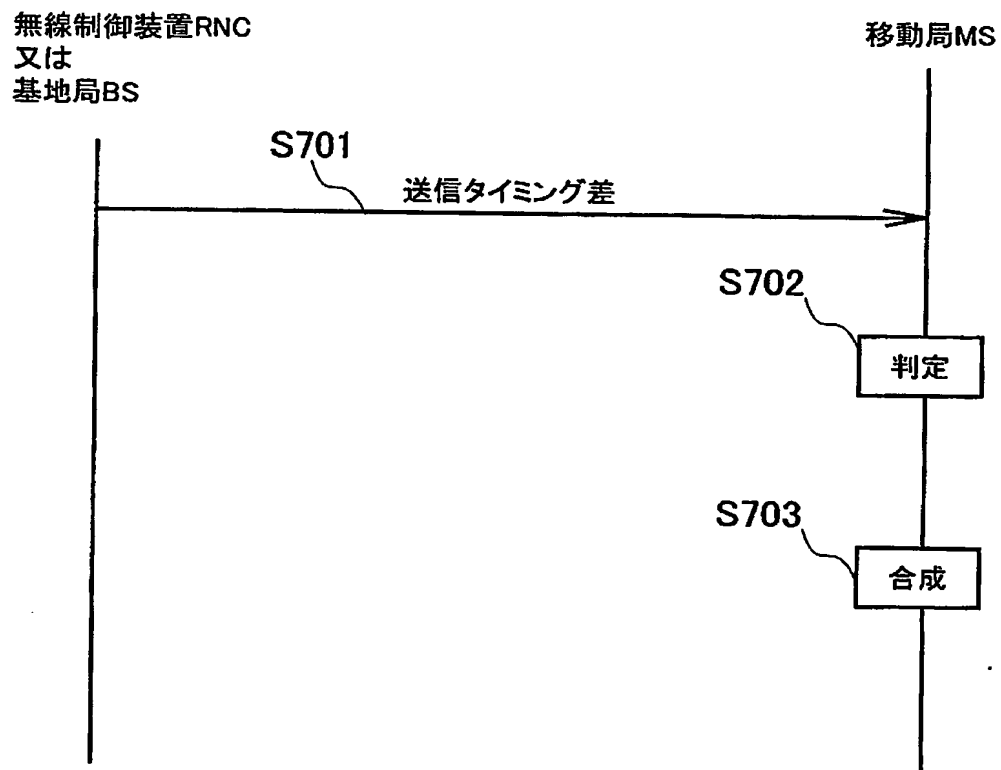 無線制御装置RNC
又は
基地局BS
移動局MS
S701
送信タイミング差
S702
判定
S703
合成